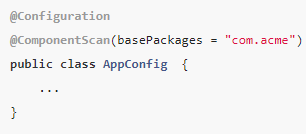 @Configuration
@ComponentScan(basePackages = "com.acme")
public class AppConfig  {
    ...
}